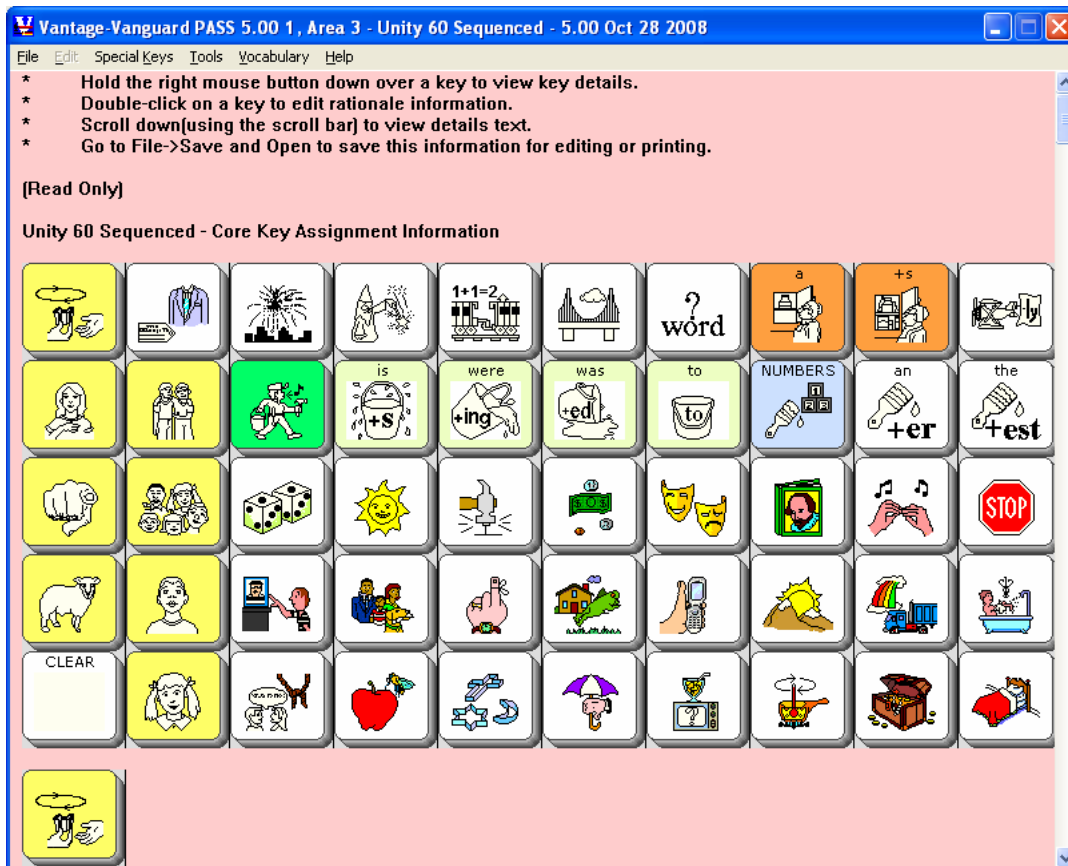 Vantage-Vanguard PASS 5.00 1, Area 3 - Unity 60 Sequenced - 5.00 Oct 28 2008
File Edit Special Keys Tools Vocabulary Help
* Hold the right mouse button down over a key to view key details.
* Double-click on a key to edit rationale information.
* Scroll down(using the scroll bar) to view details text.
* Go to File->Save and Open to save this information for editing or printing.
(Read Only)
Unity 60 Sequenced - Core Key Assignment Information
1+1=2 ? word a +s ly
is +s were +ing was +ed to to NUMBERS 1 2 3 an +er the +est
STOP
CLEAR ?